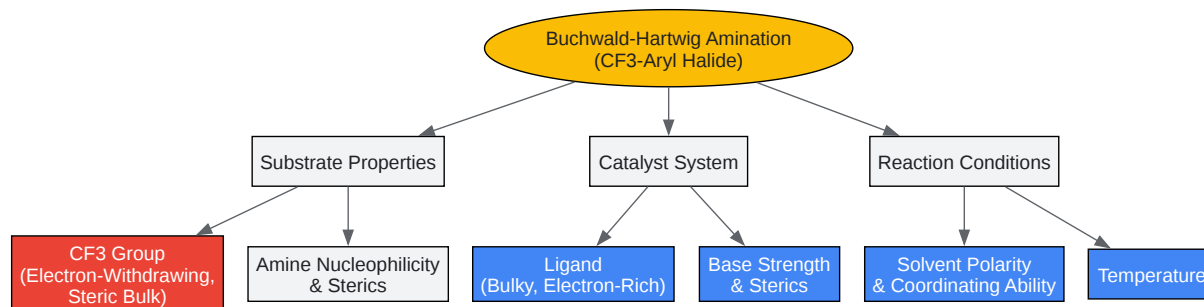 Buchwald-Hartwig Amination
(CF3-Aryl Halide)
Substrate Properties
Catalyst System
Reaction Conditions
CF3 Group
(Electron-Withdrawing,
Steric Bulk)
Amine Nucleophilicity
& Sterics
Ligand
(Bulky, Electron-Rich)
Base Strength
& Sterics
Solvent Polarity
& Coordinating Ability
Temperature